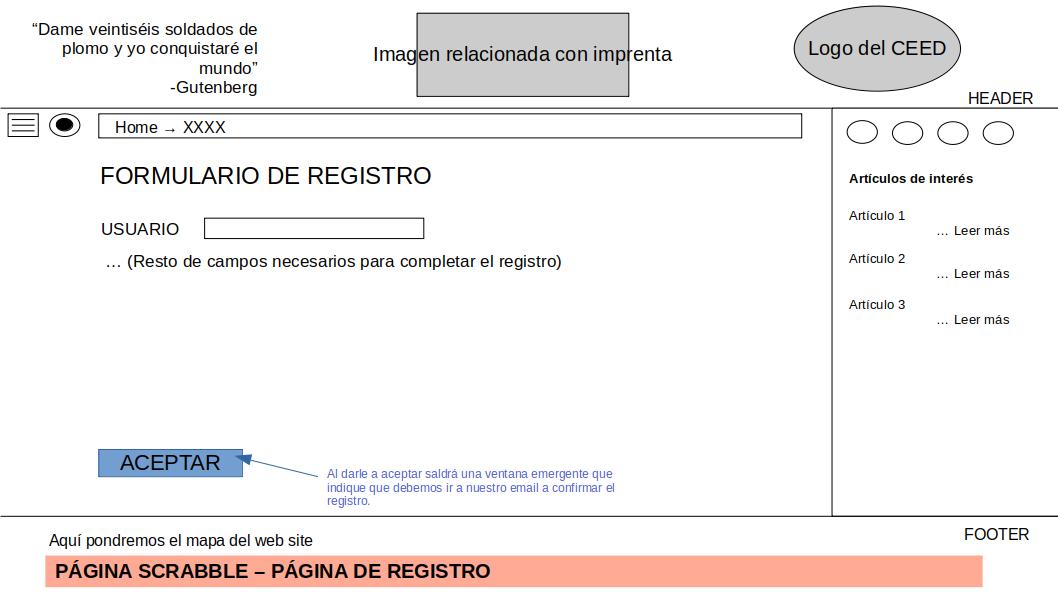 “Dame veintiséis soldados de
plomo y yo conquistaré el
mundo”
-Gutenberg
Imagen relacionada con imprenta
Logo del CEED
HEADER
Home → XXXX
FORMULARIO DE REGISTRO
USUARIO
… (Resto de campos necesarios para completar el registro)
ACEPTAR
Al darle a aceptar saldrá una ventana emergente que
indique que debemos ir a nuestro email a confirmar el
registro.
Artículos de interés
Artículo 1
… Leer más
Artículo 2
… Leer más
Artículo 3
… Leer más
Aquí pondremos el mapa del web site
FOOTER
PÁGINA SCRABBLE – PÁGINA DE REGISTRO